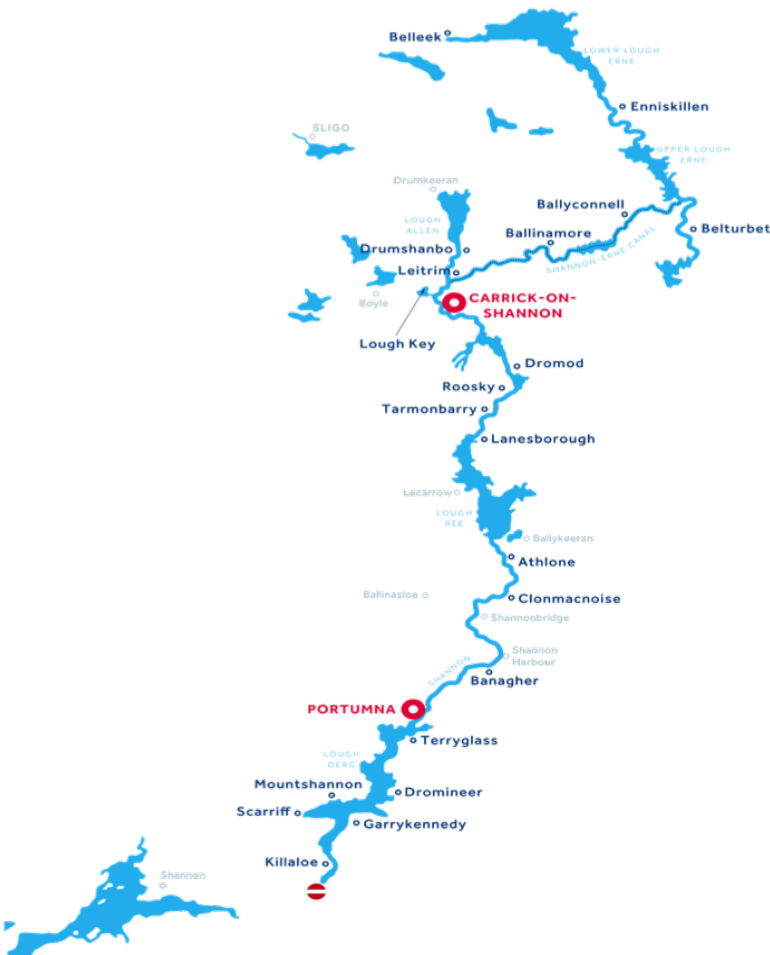 Belleek
LOWER LOUGH
ERNE
Enniskillen
SLIGO
UPPER LOUGH
ERNE
Drumkeeran
Ballyconnell
LOUGH
ALLEN
Ballinamore
Belturbet
Drumshanbo
SHANNON-ERNE CANAL
Leitrim
Boyle
CARRICK-ON-
SHANNON
Lough Key
Dromod
Roosky
Tarmonbarry
Lanesborough
Lecarrow
LOUGH
REE
Ballykeeran
Athlone
Ballinasloe
Clonmacnoise
Shannonbridge
Shannon
Harbour
SHANNON
Banagher
PORTUMNA
Terryglass
LOUGH
DERG
Mountshannon
Dromineer
Scarriff
Garrykennedy
Killaloe
Shannon